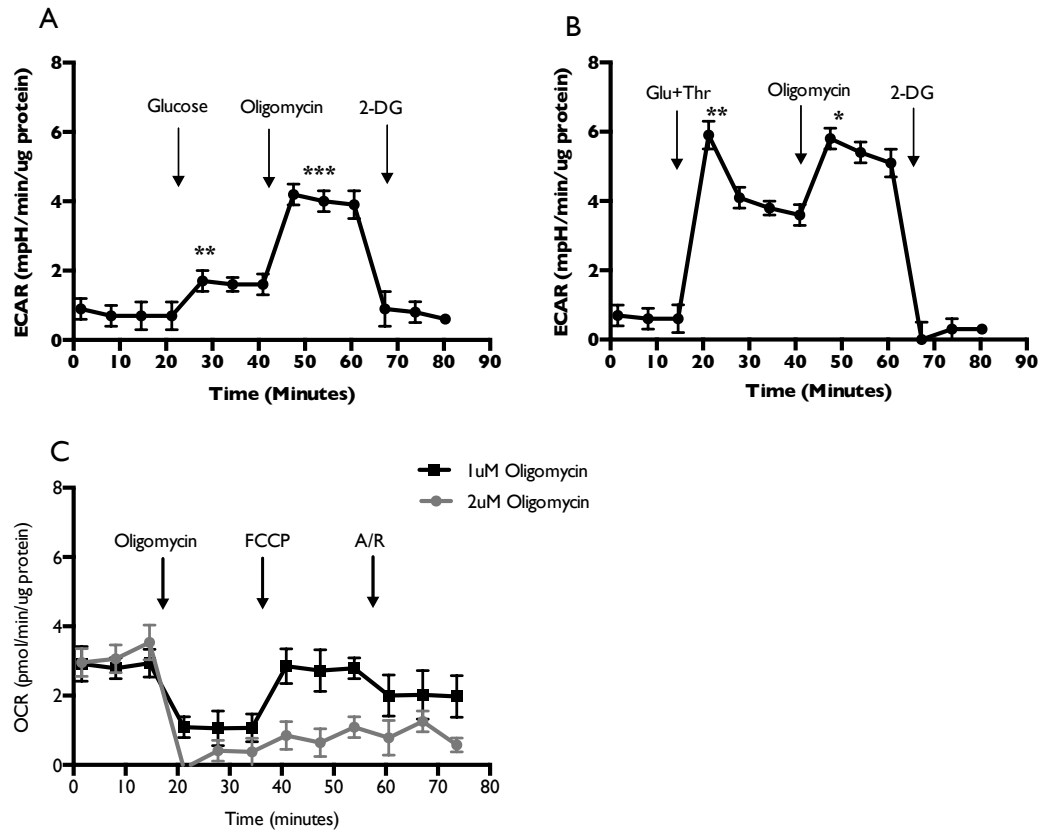 A
ECAR (mpH/min/ug protein)
8
6
4
2
0
Glucose
Oligomycin
2-DG
**
***
0 10 20 30 40 50 60 70 80 90
Time (Minutes)
B
ECAR (mpH/min/ug protein)
8
6
4
2
0
Glu+Thr
Oligomycin
2-DG
**
*
0 10 20 30 40 50 60 70 80 90
Time (Minutes)
C
1uM Oligomycin
2uM Oligomycin
OCR (pmol/min/ug protein)
8
6
4
2
0
Oligomycin
FCCP
A/R
0 10 20 30 40 50 60 70 80
Time (minutes)